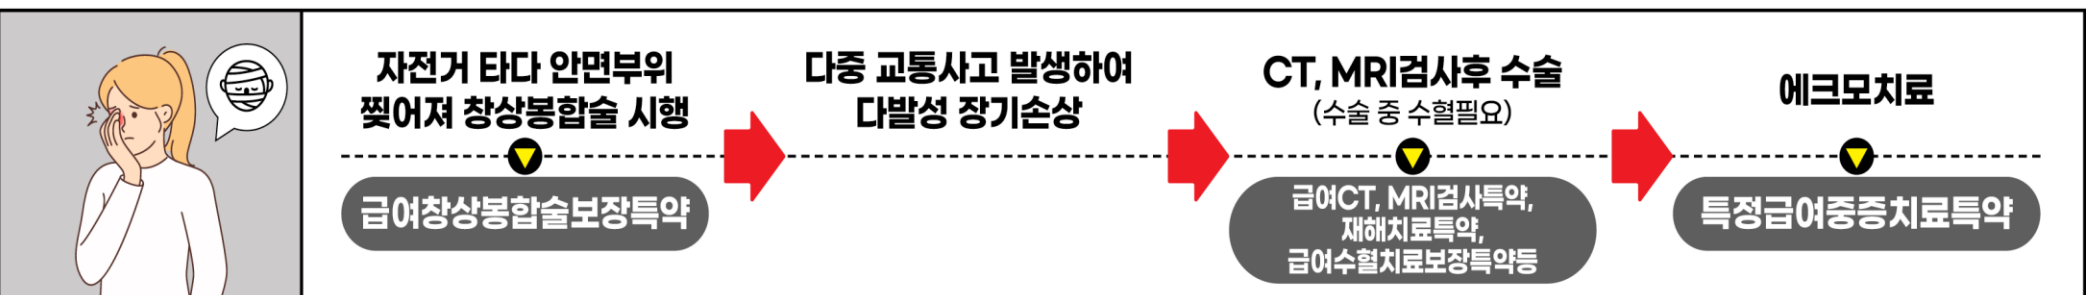 자전거 타다 안면부위
찢어져 창상봉합술 시행
급여창상봉합술보장특약
다중 교통사고 발생하여
다발성 장기손상
CT, MRI검사후 수술
(수술 중 수혈필요)
급여CT, MRI검사특약,
재해치료특약,
급여수혈치료보장특약등
에크모치료
특정급여중증치료특약